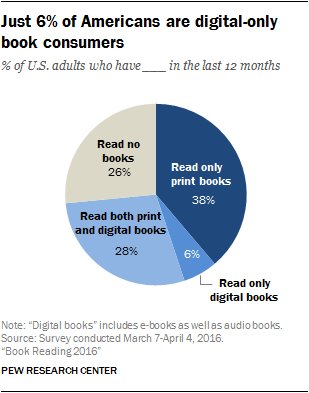 Just 6% of Americans are digital-only
book consumers
% of U.S. adults who have ___ in the last 12 months
Read no
books
26%
Read only
print books
38%
Read both print
and digital books
28%
6%
Read only
digital books
Note: “Digital books” includes e-books as well as audio books.
Source: Survey conducted March 7-April 4, 2016.
“Book Reading 2016”
PEW RESEARCH CENTER